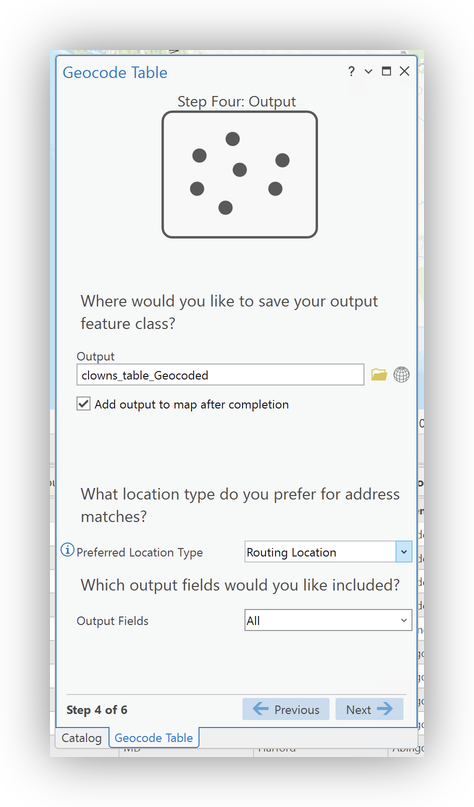 Geocode Table
?
Step Four: Output
Where would you like to save your output
feature class?
Output
clowns_table_Geocoded
Add output to map after completion
What location type do you prefer for address
matches?
Preferred Location Type
Routing Location
Which output fields would you like included?
Output Fields
All
Step 4 of 6
Previous
Next
Catalog
Geocode Table
MD
Harford